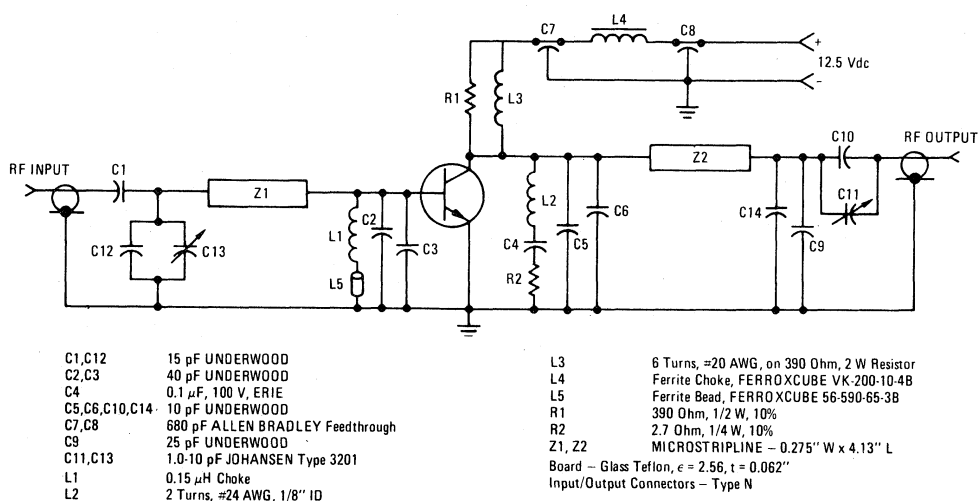 C7
L4
C8
+
12.5 Vdc
-
R1
L3
RF INPUT
C1
Z1
Z2
C10
RF OUTPUT
C11
C12
C13
L1
C2
C3
L5
L2
C4
R2
C5
C6
C14
C9
C1,C12 15 pF UNDERWOOD
C2,C3 40 pF UNDERWOOD
C4 0.1 μF, 100 V, ERIE
C5,C6,C10,C14 10 pF UNDERWOOD
C7,C8 680 pF ALLEN BRADLEY Feedthrough
C9 25 pF UNDERWOOD
C11,C13 1.0-10 pF JOHANSEN Type 3201
L1 0.15 μH Choke
L2 2 Turns, #24 AWG, 1/8" ID
L3 6 Turns, #20 AWG, on 390 Ohm, 2 W Resistor
L4 Ferrite Choke, FERROXCUBE VK-200-10-4B
L5 Ferrite Bead, FERROXCUBE 56-590-65-3B
R1 390 Ohm, 1/2 W, 10%
R2 2.7 Ohm, 1/4 W, 10%
Z1, Z2 MICROSTRIPLINE – 0.275" W x 4.13" L
Board – Glass Teflon, ϵ = 2.56, t = 0.062"
Input/Output Connectors – Type N